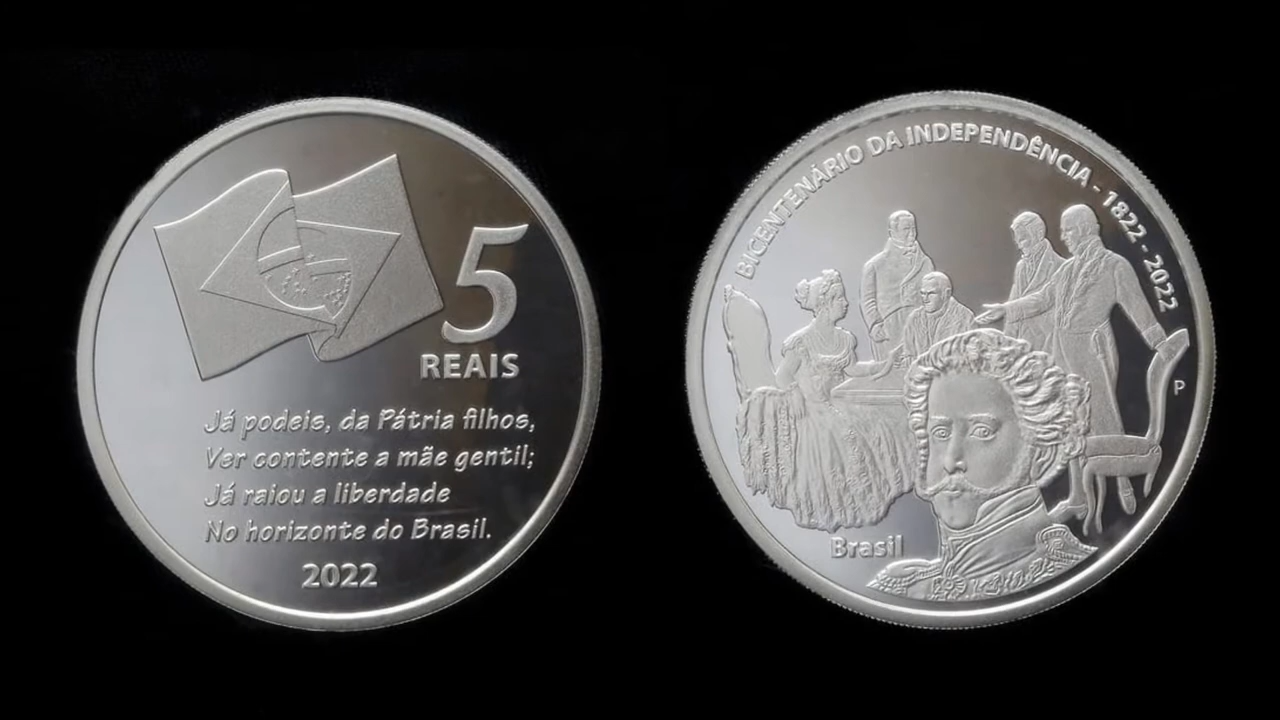 5
REAIS
Já podeis, da Pátria filhos,
Ver contente a mãe gentil;
Já raiou a liberdade
No horizonte do Brasil.
2022
BICENTENÁRIO DA INDEPENDÊNCIA - 1822 - 2022
P
Brasil